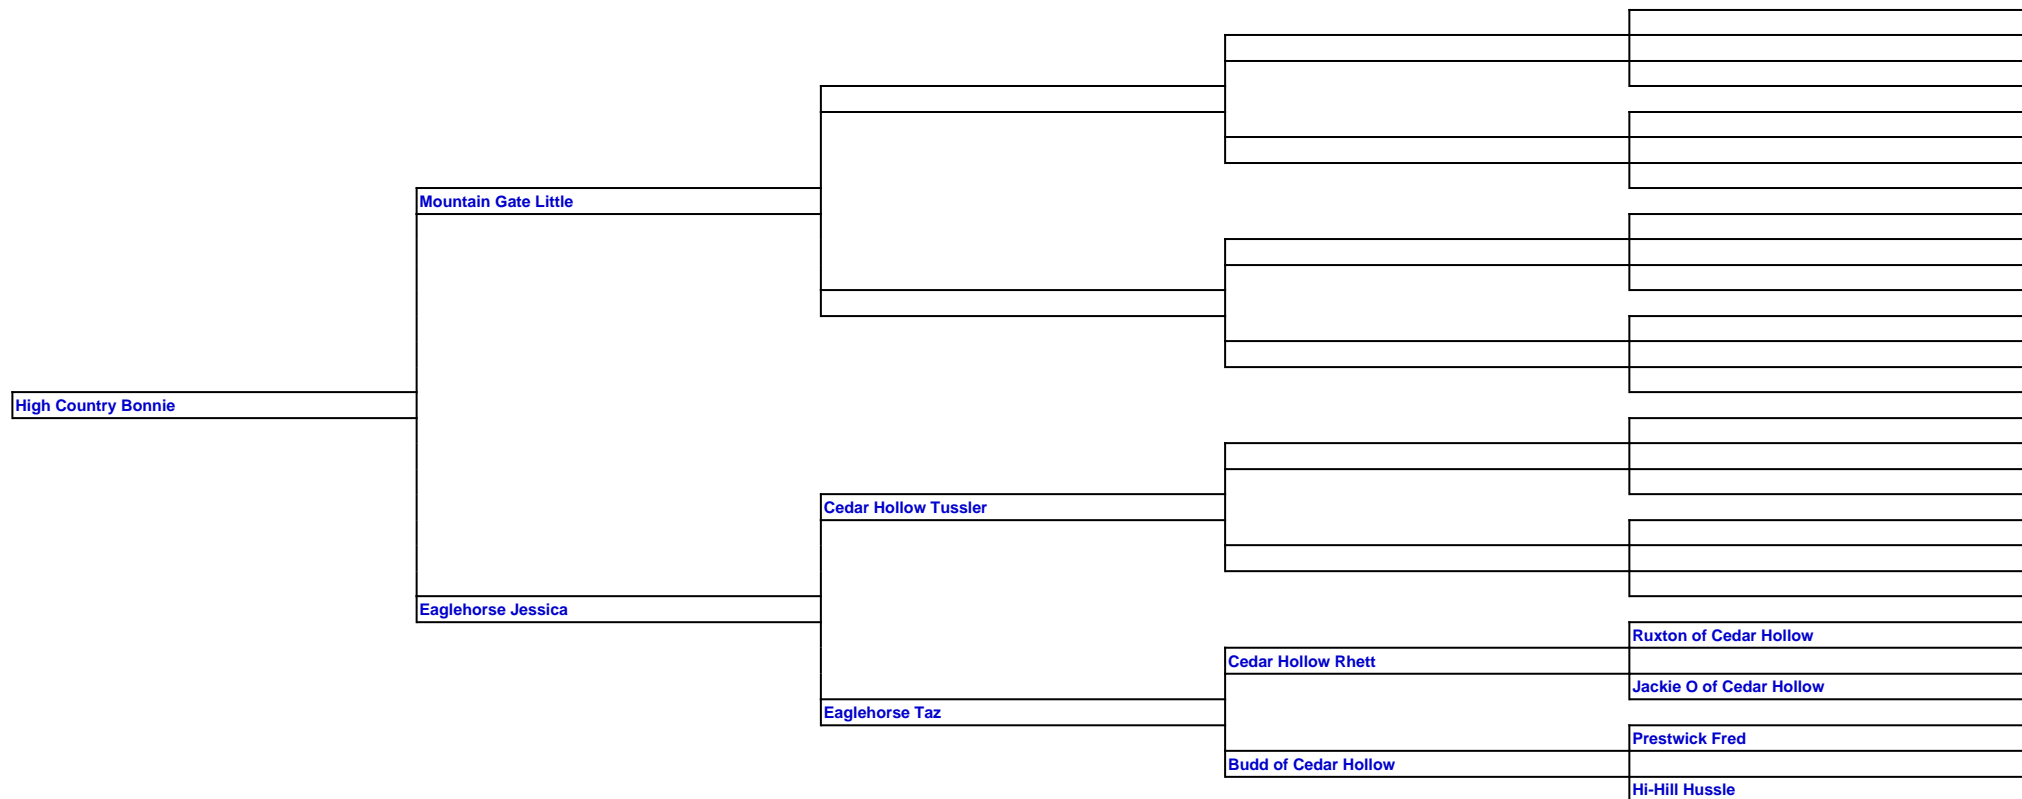 Mountain Gate Little
High Country Bonnie
Cedar Hollow Tussler
Eaglehorse Jessica
Ruxton of Cedar Hollow
Cedar Hollow Rhett
Jackie O of Cedar Hollow
Eaglehorse Taz
Prestwick Fred
Budd of Cedar Hollow
Hi-Hill Hussle